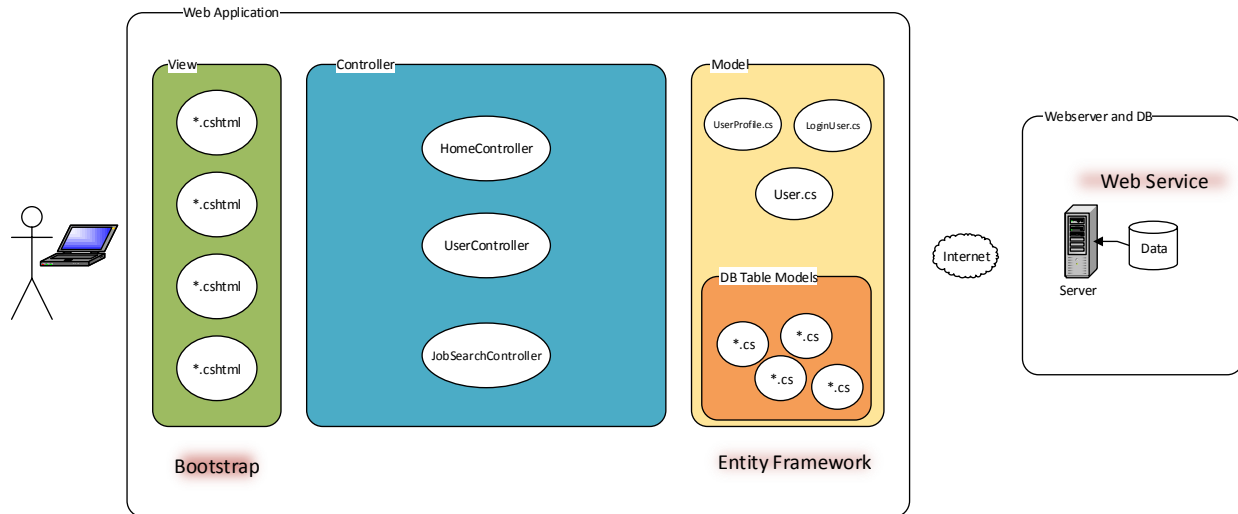 Web Application
View
*.cshtml
*.cshtml
*.cshtml
*.cshtml
Bootstrap
Controller
HomeController
UserController
JobSearchController
Model
UserProfile.cs
LoginUser.cs
User.cs
DB Table Models
*.cs
*.cs
*.cs
*.cs
Entity Framework
Internet
Webserver and DB
Web Service
Data
Server